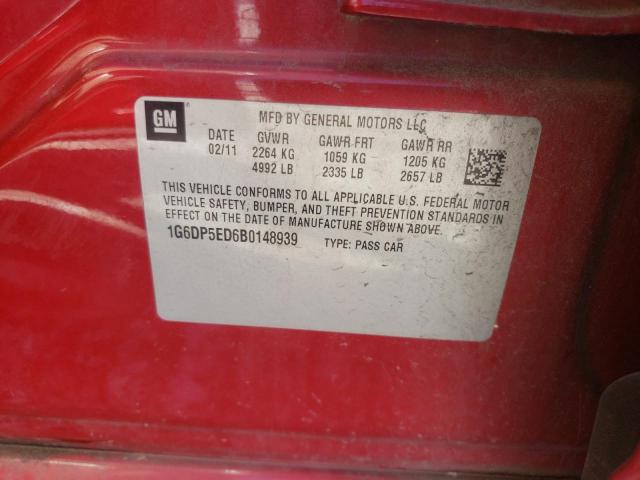 GM
MFD BY GENERAL MOTORS LLC
DATE GVWR GAWR FRT GAWR RR
02/11 2264 KG 1059 KG 1205 KG
4992 LB 2335 LB 2657 LB
THIS VEHICLE CONFORMS TO ALL APPLICABLE U.S. FEDERAL MOTOR
VEHICLE SAFETY, BUMPER, AND THEFT PREVENTION STANDARDS IN
EFFECT ON THE DATE OF MANUFACTURE SHOWN ABOVE.
1G6DP5ED6B0148939 TYPE: PASS CAR